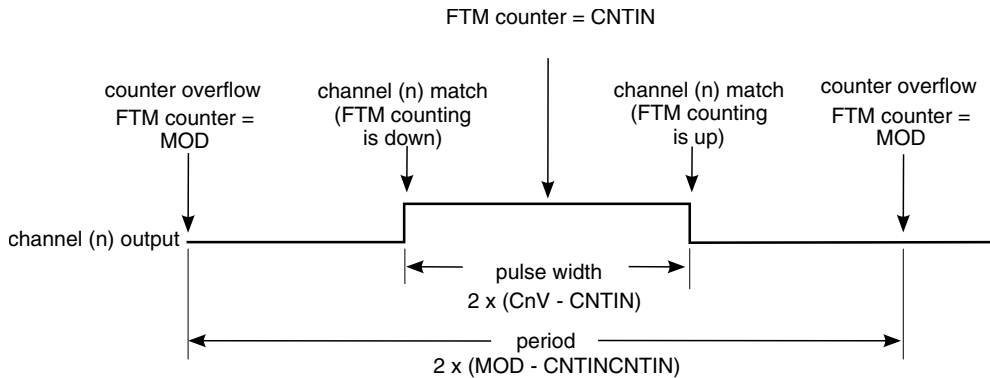 FTM counter = CNTIN
counter overflow
FTM counter =
MOD
channel (n) match
(FTM counting
is down)
channel (n) match
(FTM counting
is up)
counter overflow
FTM counter =
MOD
channel (n) output
pulse width
2 x (CnV - CNTIN)
period
2 x (MOD - CNTINCNTIN)